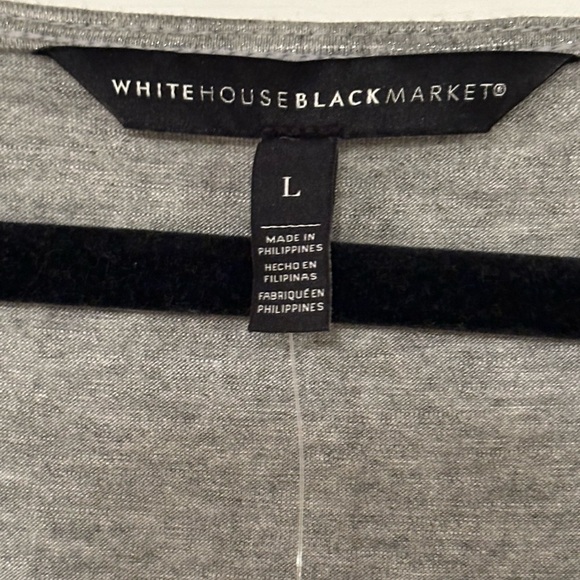 WHITEHOUSEBLACKMARKET®
L
MADE IN
PHILIPPINES
HECHO EN
FILIPINAS
FABRIQUÉ EN
PHILIPPINES